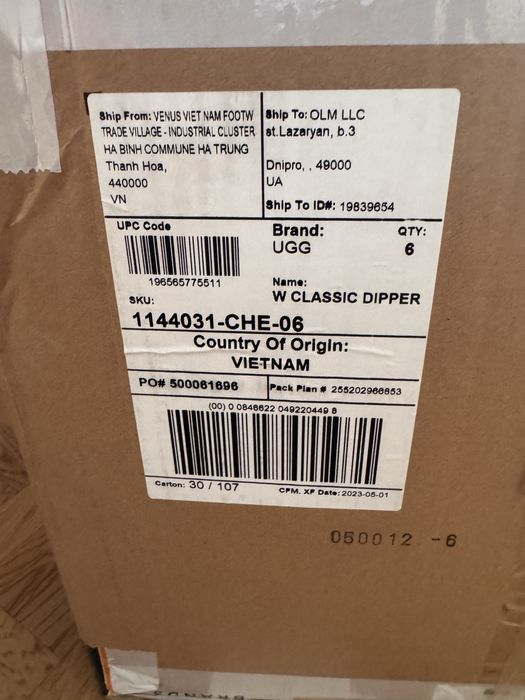 Ship From: VENUS VIET NAM FOOTW
TRADE VILLAGE - INDUSTRIAL CLUSTER
HA BINH COMMUNE HA TRUNG
Thanh Hoa,
440000
VN
Ship To: OLM LLC
st.Lazaryan, b.3
Dnipro, , 49000
UA
Ship To ID#: 19839654
UPC Code
196565775511
SKU:
1144031-CHE-06
Brand:
UGG
QTY:
6
Name:
W CLASSIC DIPPER
Country Of Origin:
VIETNAM
PO# 500061696
Pack Plan # 255202966853
(00) 0 0846622 049220449 8
Carton: 30 / 107
CPM. XF Date: 2023-05-01
050012 -6
BRANDS